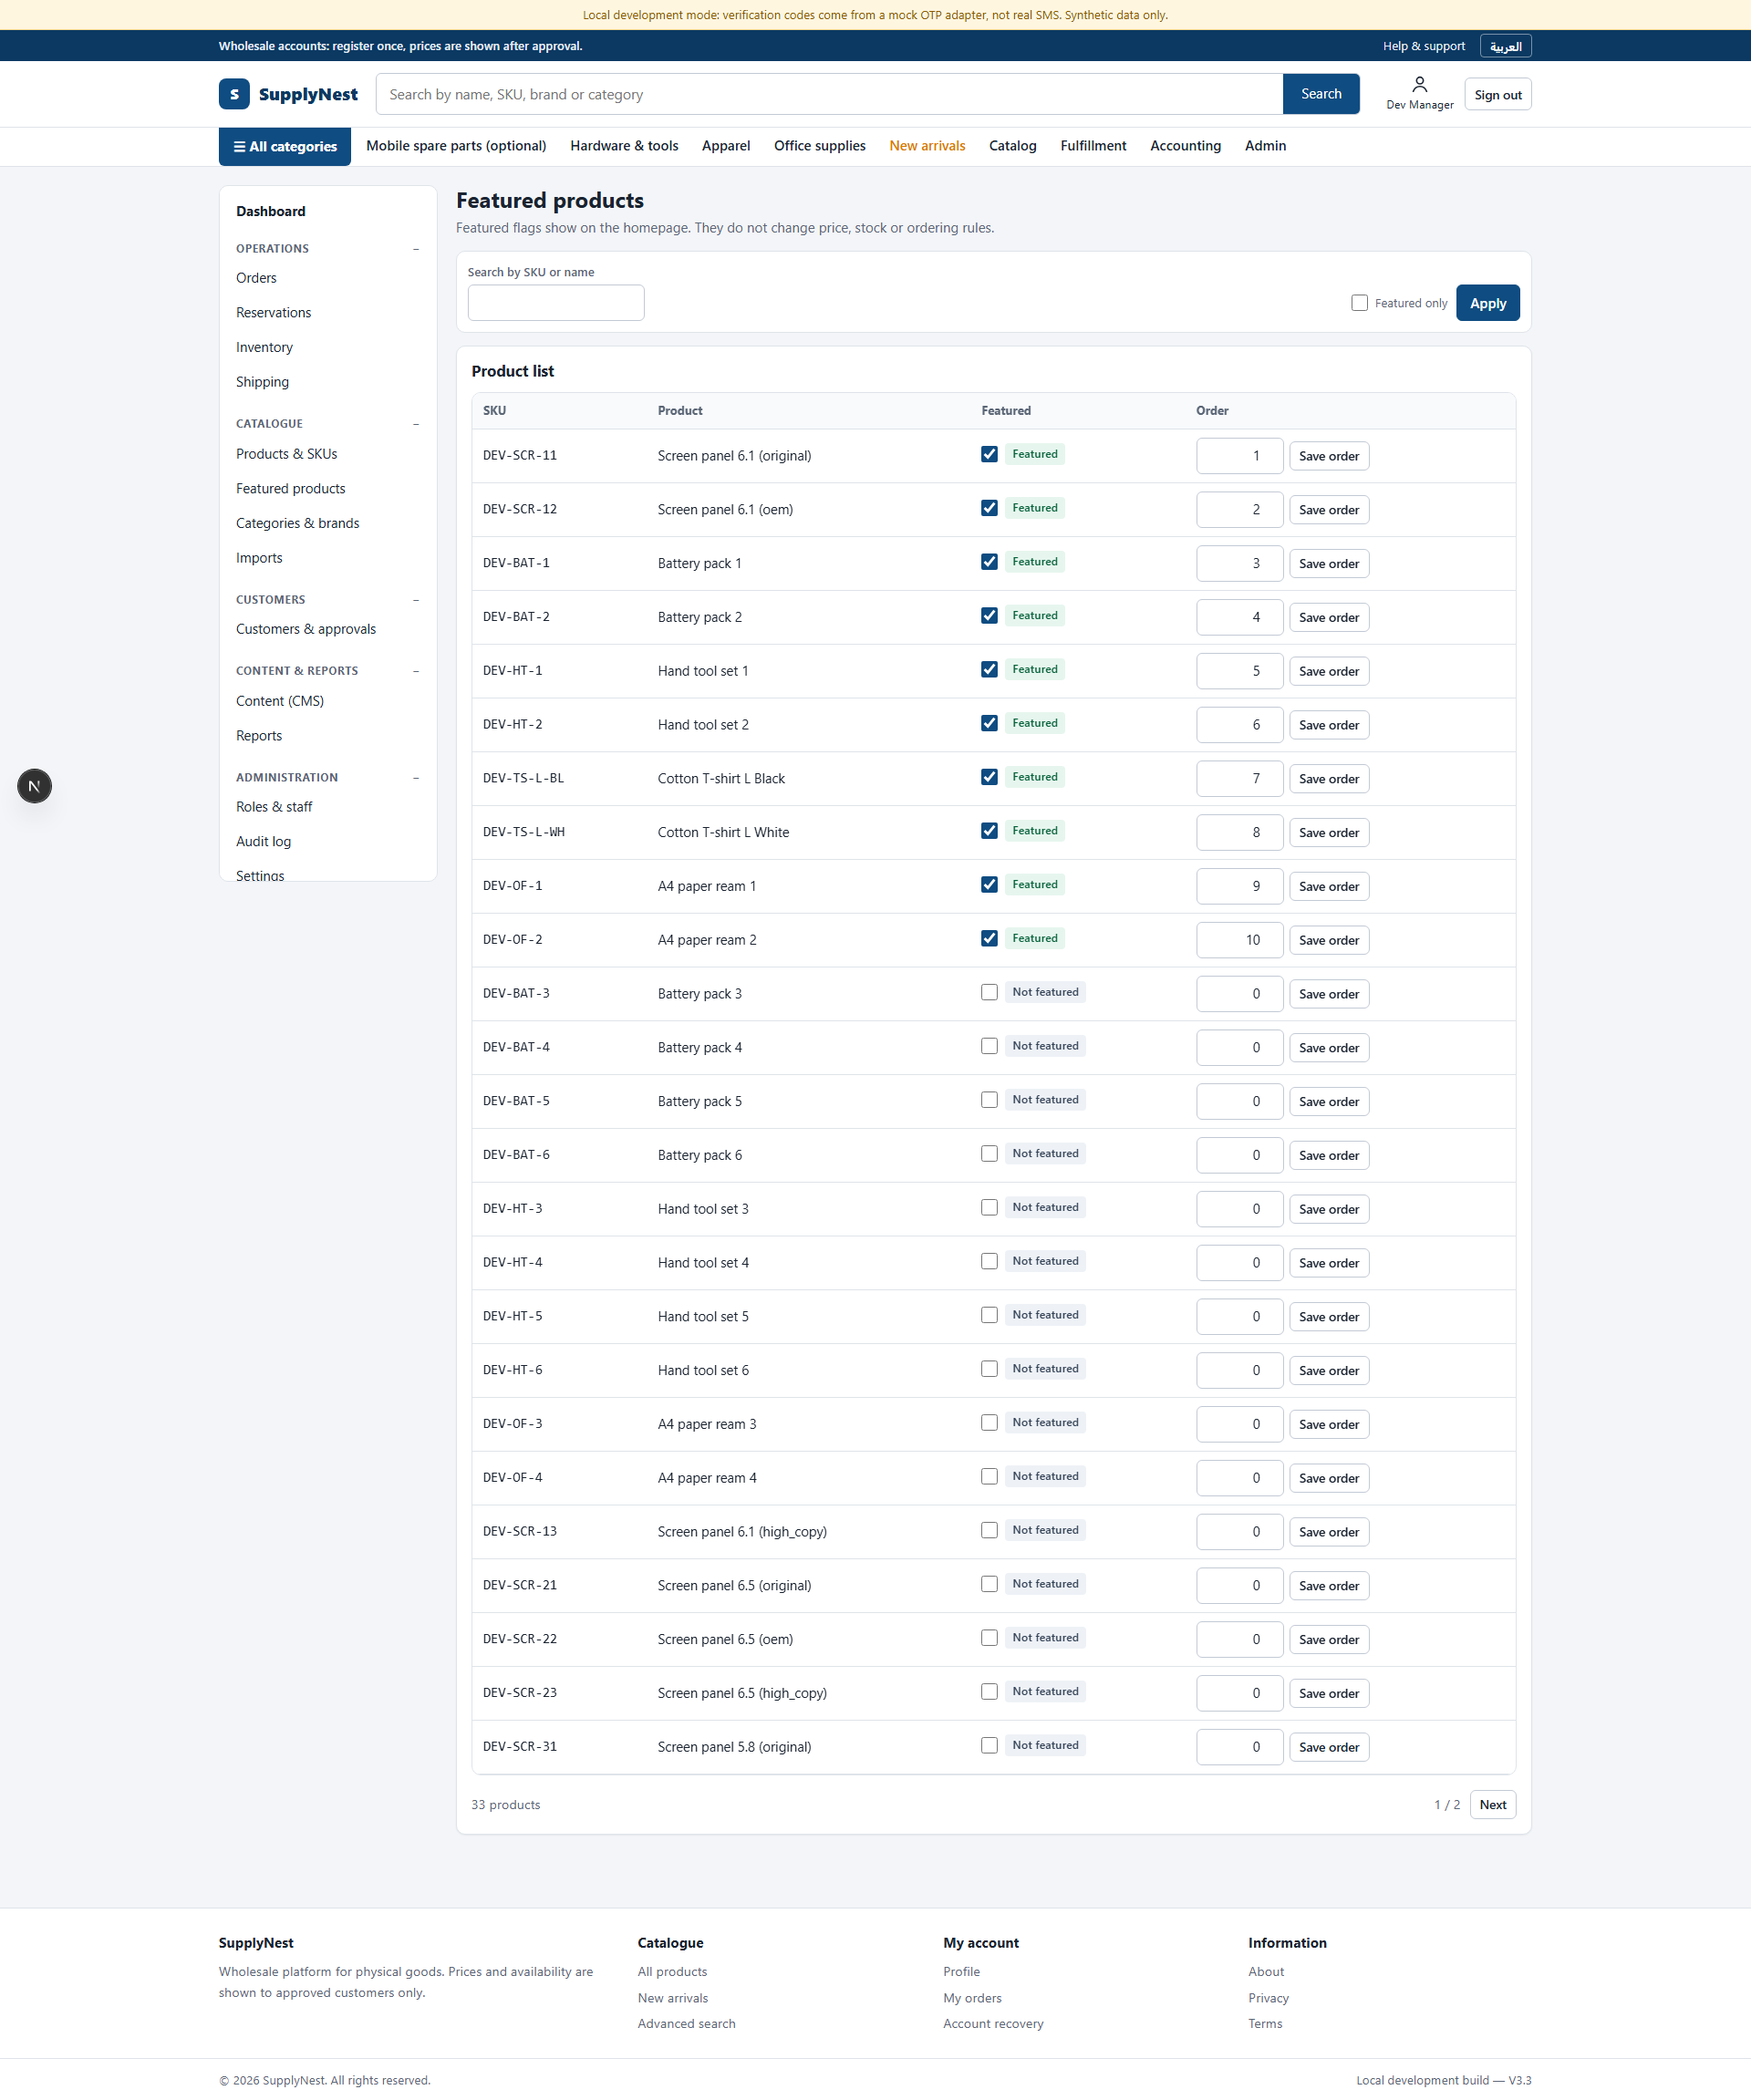 Local development mode: verification codes come from a mock OTP adapter, not real SMS. Synthetic data only.
Wholesale accounts: register once, prices are shown after approval.
Help & support
العربية
S SupplyNest
Search by name, SKU, brand or category
Search
Dev Manager
Sign out
☰ All categories
Mobile spare parts (optional)
Hardware & tools
Apparel
Office supplies
New arrivals
Catalog
Fulfillment
Accounting
Admin
Dashboard
OPERATIONS –
Orders
Reservations
Inventory
Shipping
CATALOGUE –
Products & SKUs
Featured products
Categories & brands
Imports
CUSTOMERS –
Customers & approvals
CONTENT & REPORTS –
Content (CMS)
Reports
ADMINISTRATION –
Roles & staff
Audit log
Settings
N
Featured products
Featured flags show on the homepage. They do not change price, stock or ordering rules.
Search by SKU or name
Featured only
Apply
Product list
SKU Product Featured Order
DEV-SCR-11 Screen panel 6.1 (original) Featured 1 Save order
DEV-SCR-12 Screen panel 6.1 (oem) Featured 2 Save order
DEV-BAT-1 Battery pack 1 Featured 3 Save order
DEV-BAT-2 Battery pack 2 Featured 4 Save order
DEV-HT-1 Hand tool set 1 Featured 5 Save order
DEV-HT-2 Hand tool set 2 Featured 6 Save order
DEV-TS-L-BL Cotton T-shirt L Black Featured 7 Save order
DEV-TS-L-WH Cotton T-shirt L White Featured 8 Save order
DEV-OF-1 A4 paper ream 1 Featured 9 Save order
DEV-OF-2 A4 paper ream 2 Featured 10 Save order
DEV-BAT-3 Battery pack 3 Not featured 0 Save order
DEV-BAT-4 Battery pack 4 Not featured 0 Save order
DEV-BAT-5 Battery pack 5 Not featured 0 Save order
DEV-BAT-6 Battery pack 6 Not featured 0 Save order
DEV-HT-3 Hand tool set 3 Not featured 0 Save order
DEV-HT-4 Hand tool set 4 Not featured 0 Save order
DEV-HT-5 Hand tool set 5 Not featured 0 Save order
DEV-HT-6 Hand tool set 6 Not featured 0 Save order
DEV-OF-3 A4 paper ream 3 Not featured 0 Save order
DEV-OF-4 A4 paper ream 4 Not featured 0 Save order
DEV-SCR-13 Screen panel 6.1 (high_copy) Not featured 0 Save order
DEV-SCR-21 Screen panel 6.5 (original) Not featured 0 Save order
DEV-SCR-22 Screen panel 6.5 (oem) Not featured 0 Save order
DEV-SCR-23 Screen panel 6.5 (high_copy) Not featured 0 Save order
DEV-SCR-31 Screen panel 5.8 (original) Not featured 0 Save order
33 products
1 / 2 Next
SupplyNest
Wholesale platform for physical goods. Prices and availability are
shown to approved customers only.
Catalogue
All products
New arrivals
Advanced search
My account
Profile
My orders
Account recovery
Information
About
Privacy
Terms
© 2026 SupplyNest. All rights reserved.
Local development build — V3.3